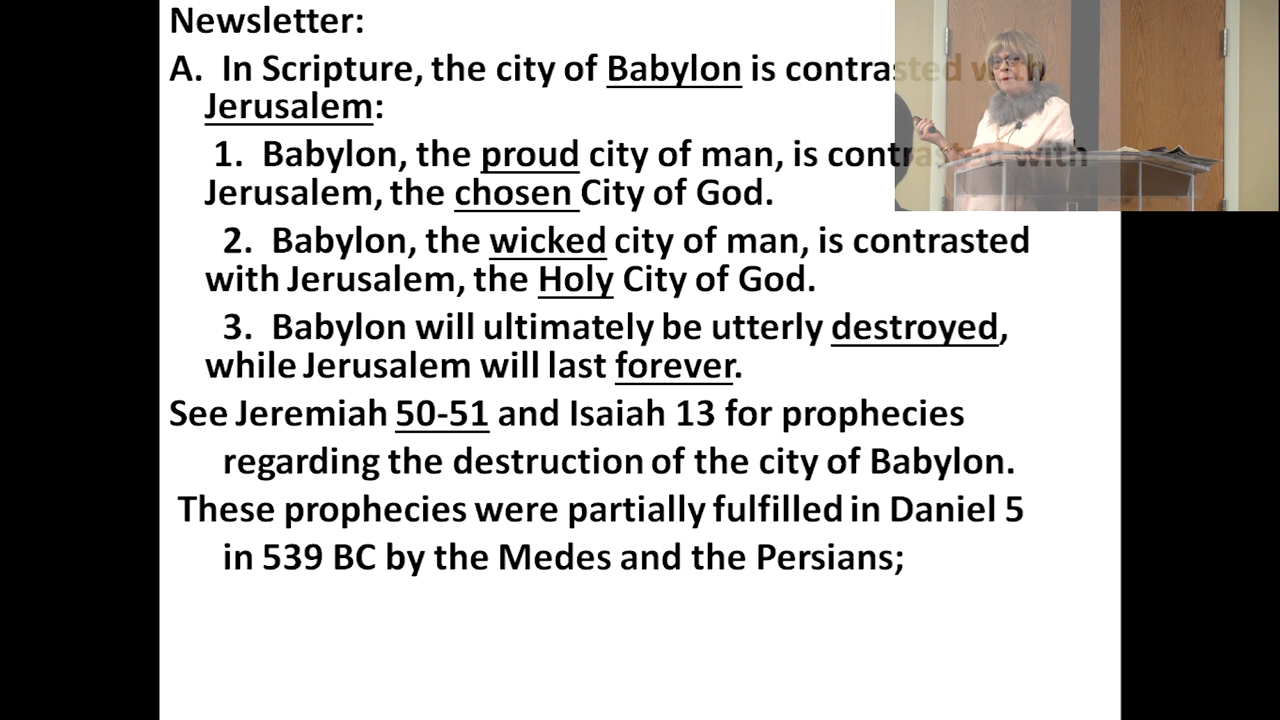 Newsletter:
A. In Scripture, the city of Babylon is contrasted with
Jerusalem:
1. Babylon, the proud city of man, is contrasted with
Jerusalem, the chosen City of God.
2. Babylon, the wicked city of man, is contrasted
with Jerusalem, the Holy City of God.
3. Babylon will ultimately be utterly destroyed,
while Jerusalem will last forever.
See Jeremiah 50-51 and Isaiah 13 for prophecies
regarding the destruction of the city of Babylon.
These prophecies were partially fulfilled in Daniel 5
in 539 BC by the Medes and the Persians;